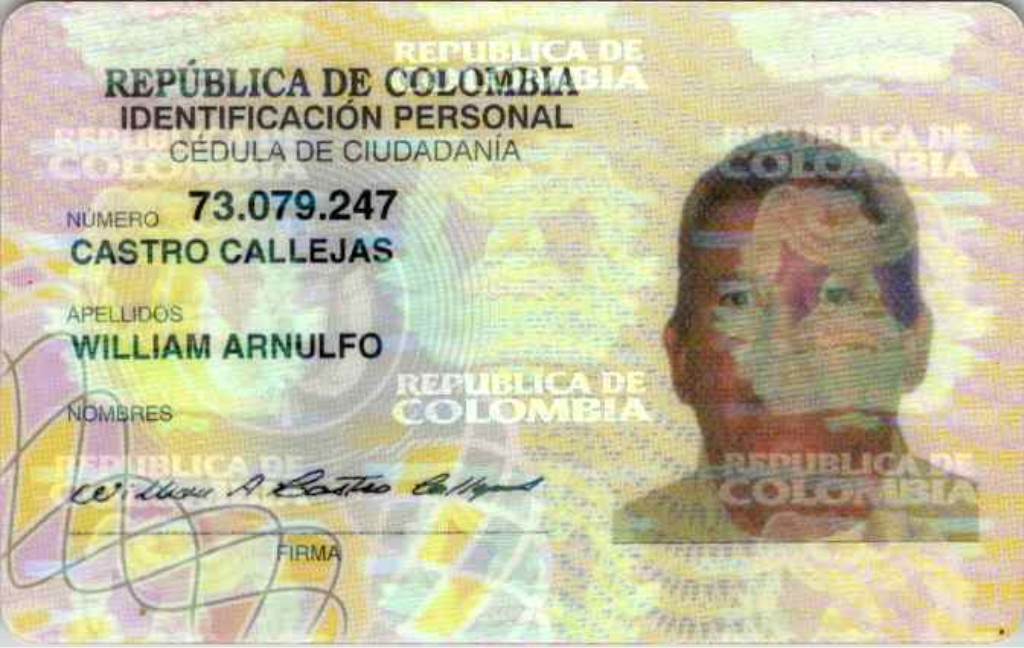 REPUBLICA DE
COLOMBIA
REPÚBLICA DE COLOMBIA
IDENTIFICACIÓN PERSONAL
CÉDULA DE CIUDADANÍA
REPUBLICA DE
COLOMBIA
REPUBLICA DE
COLOMBIA
NÚMERO 73.079.247
CASTRO CALLEJAS
APELLIDOS
WILLIAM ARNULFO
NOMBRES
REPUBLICA DE
COLOMBIA
REPUBLICA DE
COLOMBIA
REPUBLICA DE
COLOMBIA
William A Castro Callejas
FIRMA